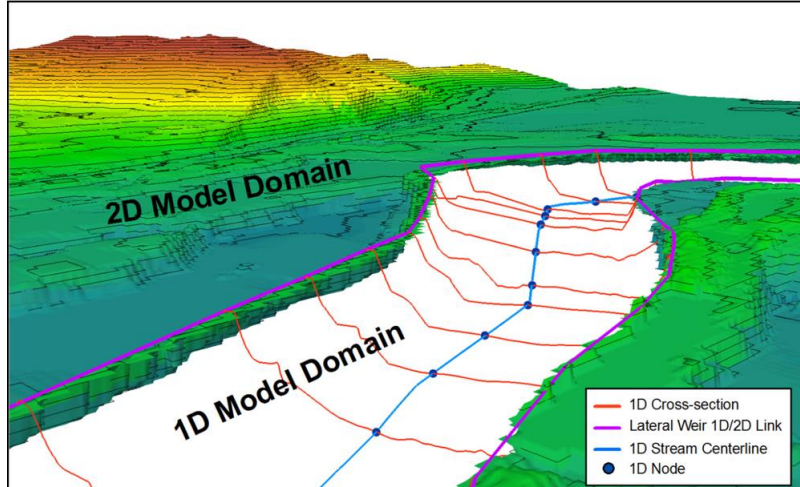 2D Model Domain
1D Model Domain
1D Cross-section
Lateral Weir 1D/2D Link
1D Stream Centerline
1D Node